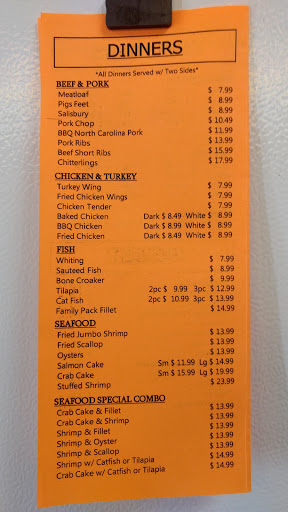 DINNERS
*All Dinners Served w/ Two Sides*
BEEF & PORK
Meatloaf $ 7.99
Pigs Feet $ 8.99
Salisbury $ 8.99
Pork Chop $ 10.49
BBQ North Carolina Pork $ 11.99
Pork Ribs $ 13.99
Beef Short Ribs $ 15.99
Chitterlings $ 17.99
CHICKEN & TURKEY
Turkey Wing $ 7.99
Fried Chicken Wings $ 7.99
Chicken Tender $ 7.99
Baked Chicken Dark $ 8.49 White $ 8.99
BBQ Chicken Dark $ 8.99 White $ 8.99
Fried Chicken Dark $ 8.49 White $ 8.99
FISH
Whiting $ 7.99
Sauteed Fish $ 8.99
Bone Croaker $ 9.99
Tilapia 2pc $ 9.99 3pc $ 12.99
Cat Fish 2pc $ 10.99 3pc $ 13.99
Family Pack Fillet $ 14.99
SEAFOOD
Fried Jumbo Shrimp $ 13.99
Fried Scallop $ 13.99
Oysters $ 13.99
Salmon Cake Sm $ 11.99 Lg $ 14.99
Crab Cake Sm $ 15.99 Lg $ 19.99
Stuffed Shrimp $ 23.99
SEAFOOD SPECIAL COMBO
Crab Cake & Fillet $ 13.99
Crab Cake & Shrimp $ 13.99
Shrimp & Fillet $ 13.99
Shrimp & Oyster $ 13.99
Shrimp & Scallop $ 13.99
Shrimp w/ Catfish or Tilapia $ 14.99
Crab Cake w/ Catfish or Tilapia $ 14.99